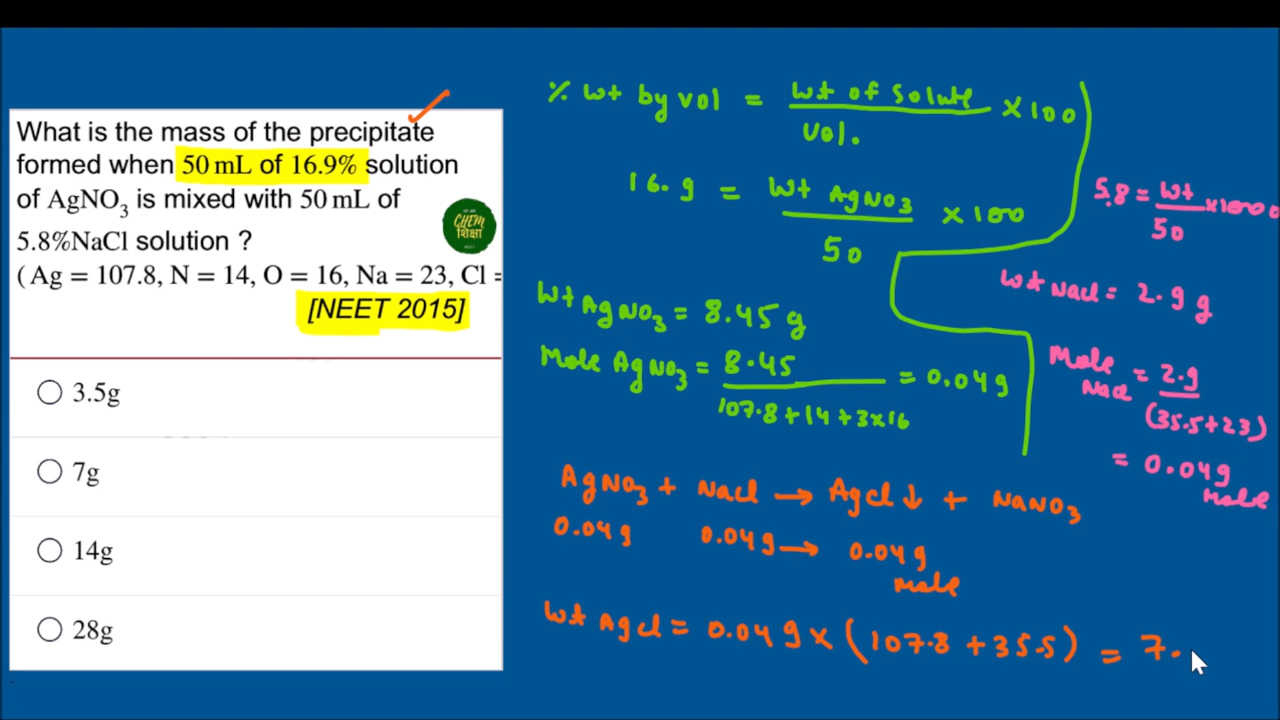 What is the mass of the precipitate
formed when 50 mL of 16.9% solution
of AgNO₃ is mixed with 50 mL of
5.8%NaCl solution ?
(Ag = 107.8, N = 14, O = 16, Na = 23, Cl =
[NEET 2015]
CHEM
शिक्षा
3.5g
7g
14g
28g
% wt by vol = wt of solute × 100
vol.
16.9 = wt AgNO₃ × 100
50
wt AgNO₃ = 8.45 g
Mole AgNO₃ = 8.45 = 0.049
107.8 + 14 + 3×16
5.8 = wt
50
wt NaCl = 2.9 g
Mole NaCl = 2.9
(35.5+23)
= 0.049
Mole
AgNO₃ + NaCl → AgCl ↓ + NaNO₃
0.049 0.049 → 0.049
mole
wt AgCl = 0.049 × (107.8 + 35.5) = 7.